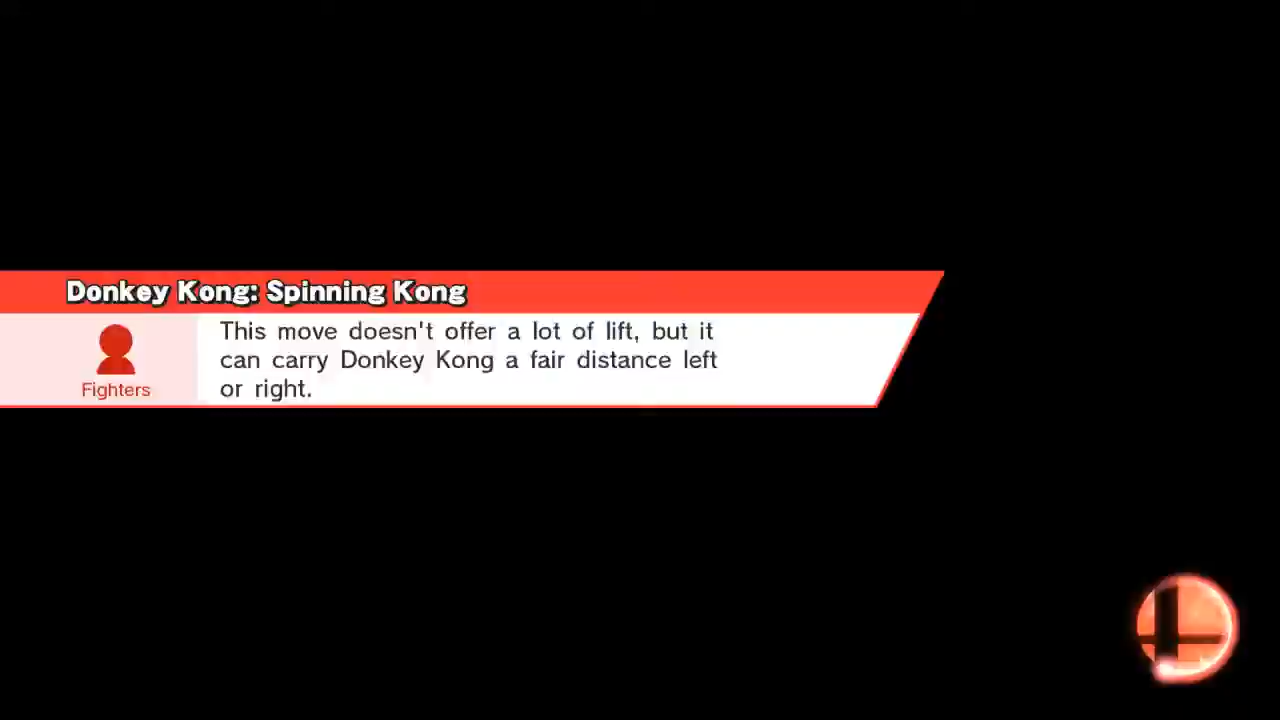 Donkey Kong: Spinning Kong
This move doesn't offer a lot of lift, but it
can carry Donkey Kong a fair distance left
or right.
Fighters